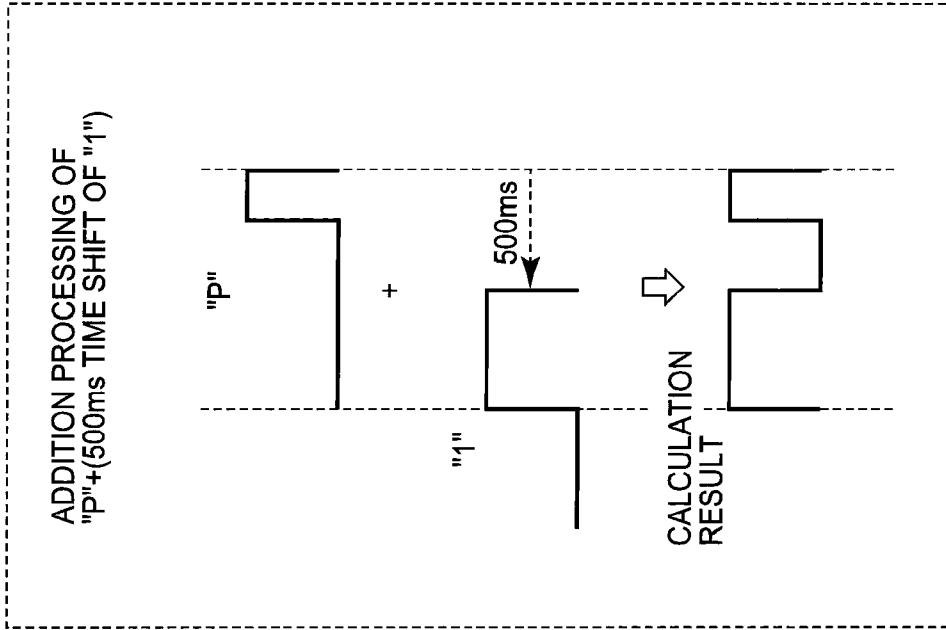 ADDITION PROCESSING OF
"P"+(500ms TIME SHIFT OF "1")
"P"
+
"1"
500ms
CALCULATION
RESULT